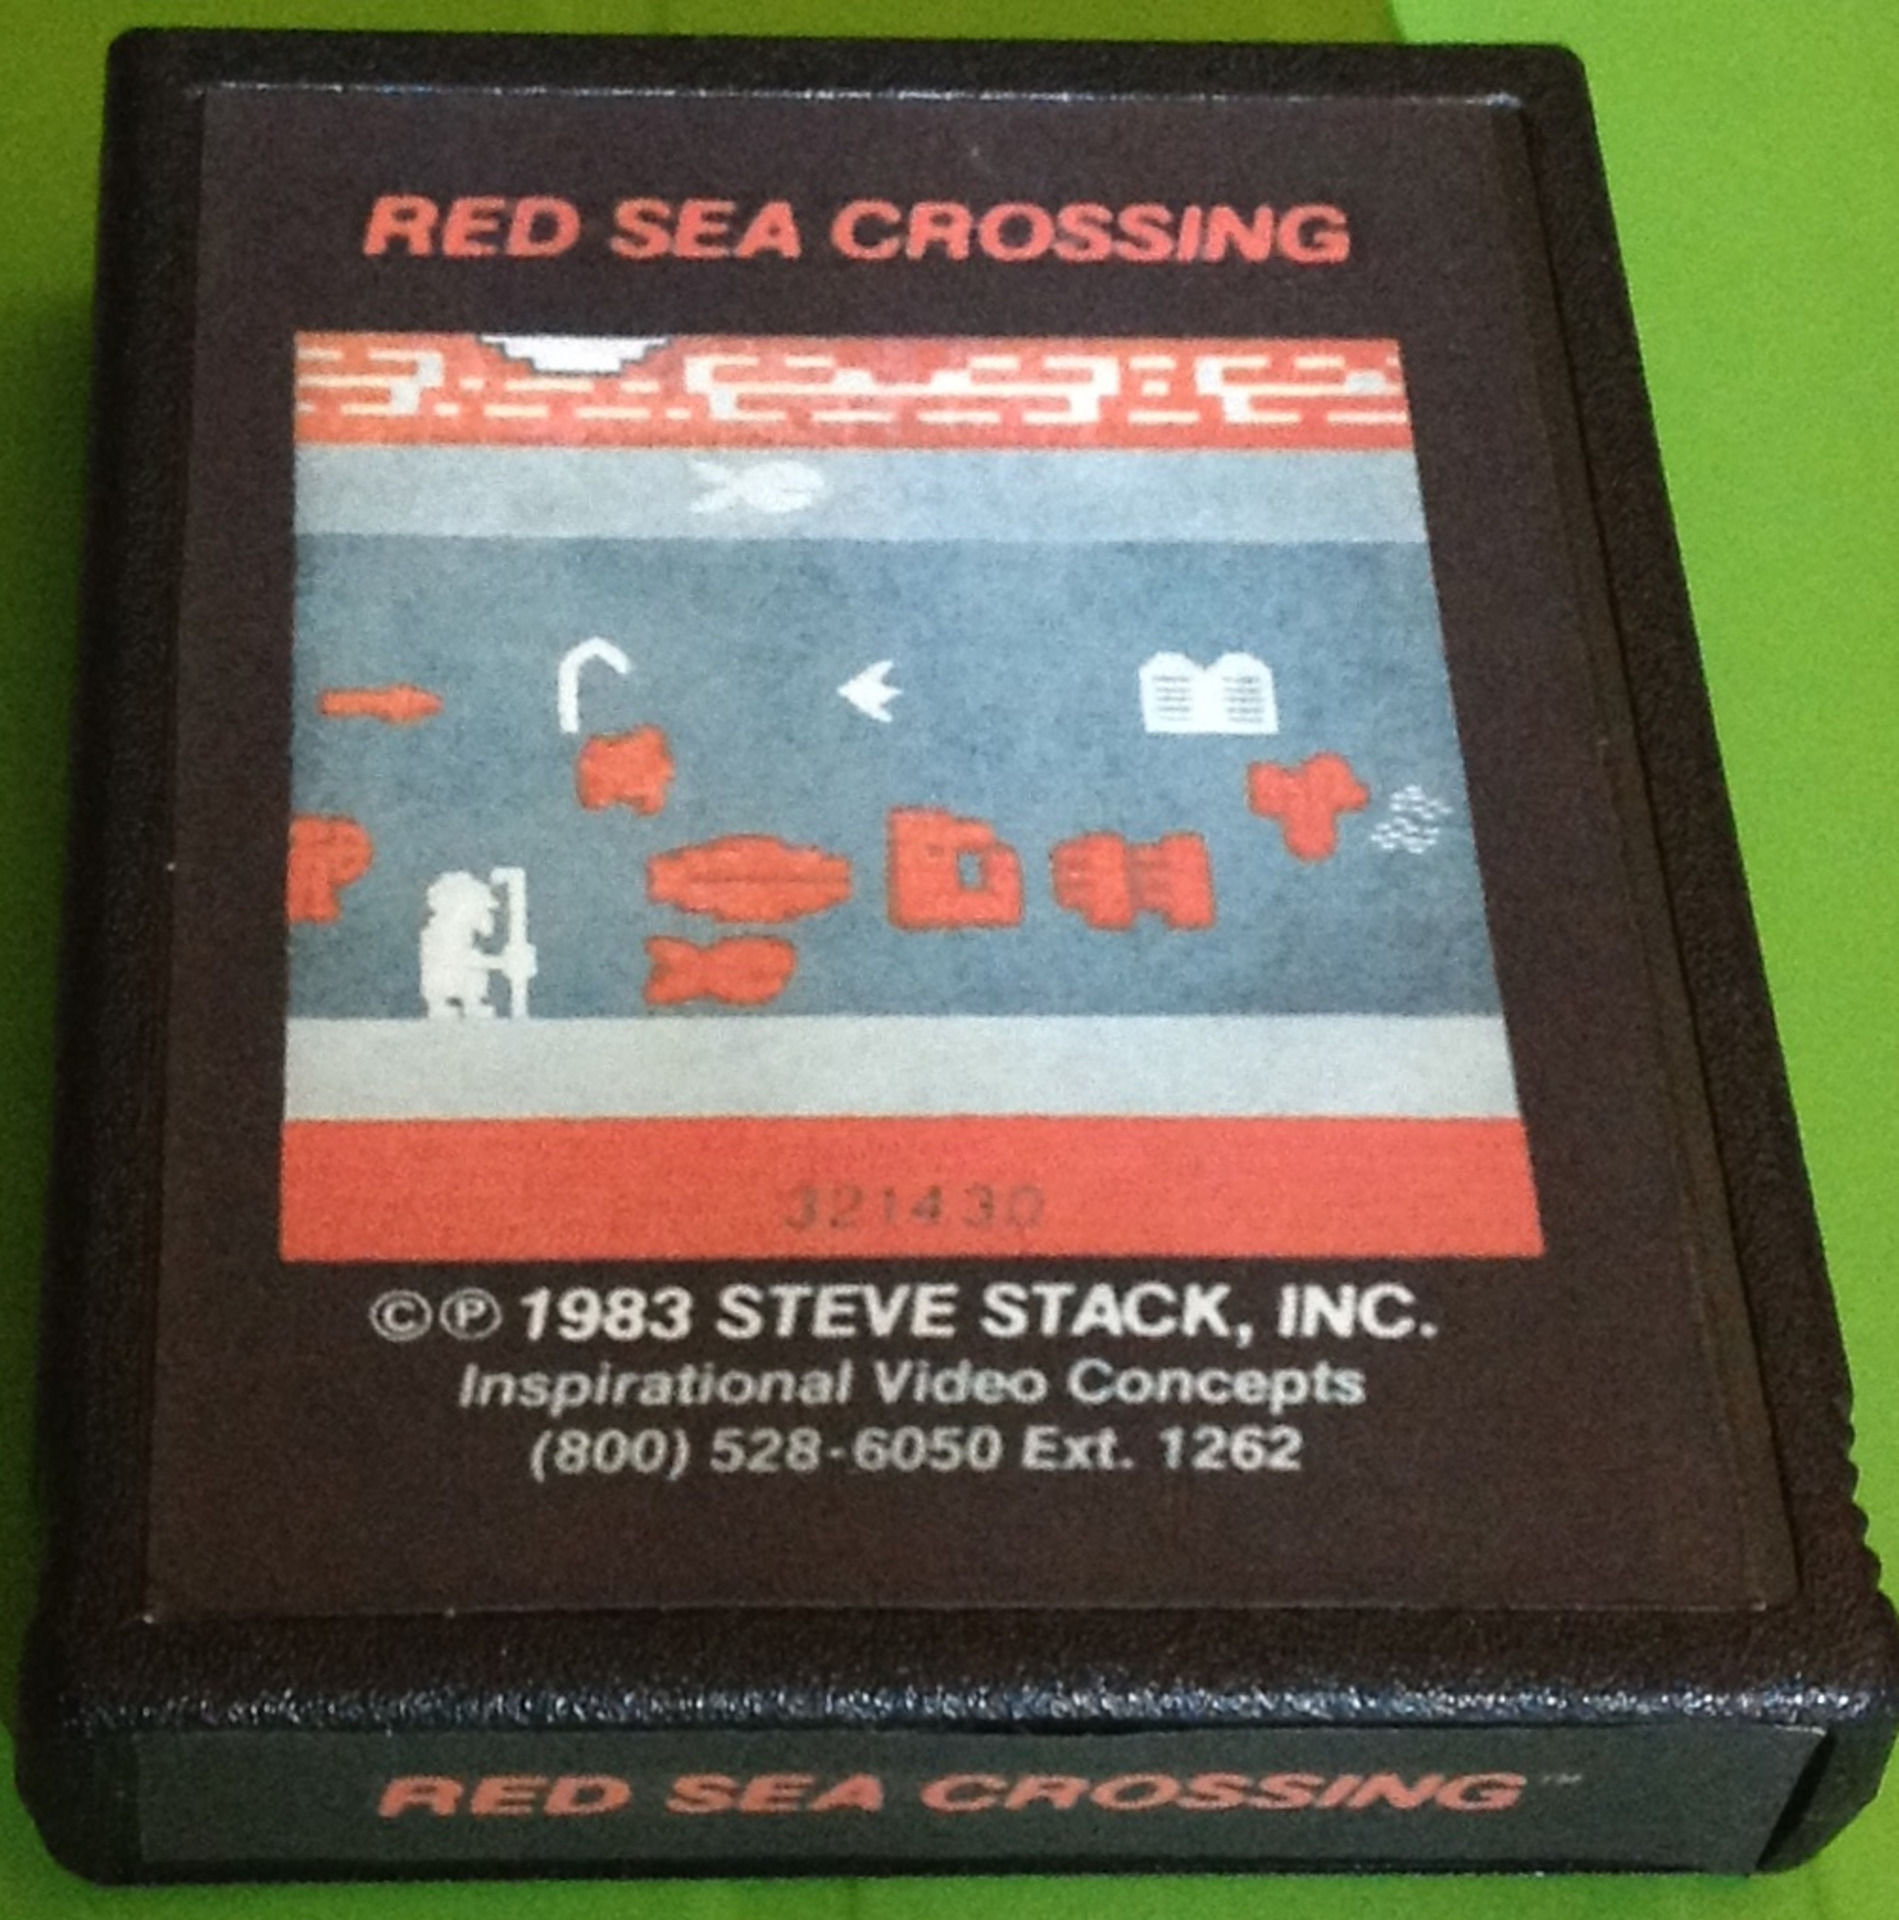 RED SEA CROSSING
321430
©℗ 1983 STEVE STACK, INC.
Inspirational Video Concepts
(800) 528-6050 Ext. 1262
RED SEA CROSSING™